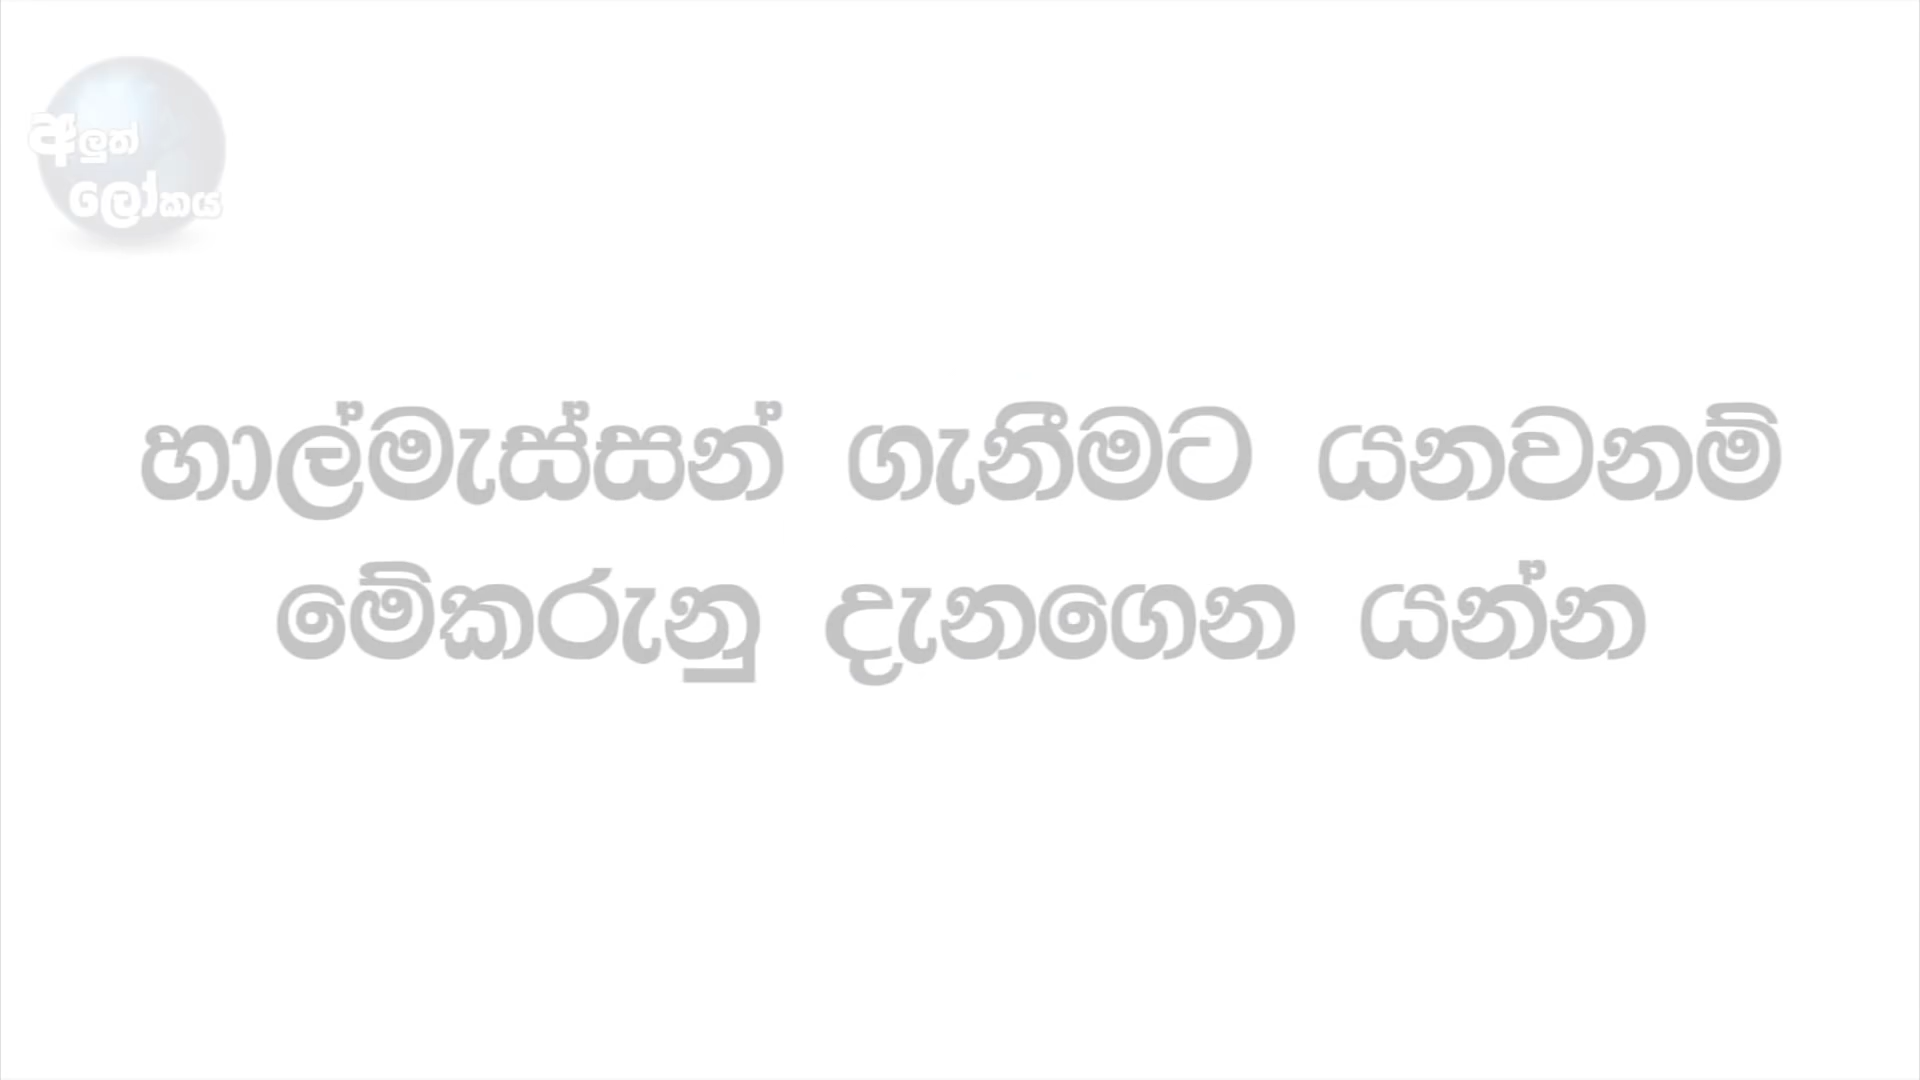 අලුත්
ලෝකය
හාල්මැස්සන් ගැනීමට යනවනම්
මේකරුනු දැනගෙන යන්න